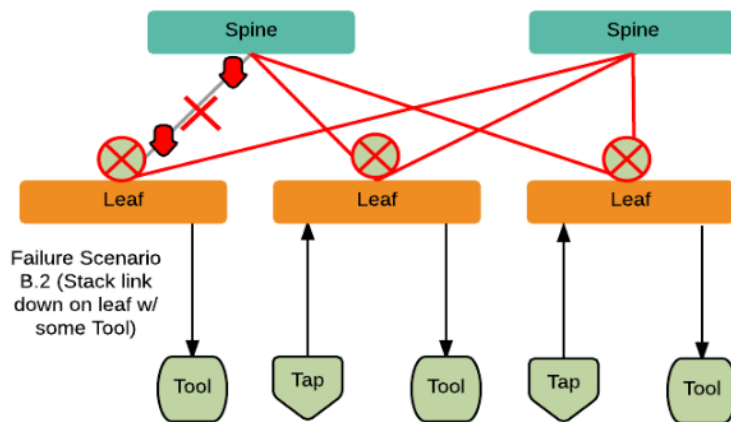 Spine
Spine
Leaf
Leaf
Leaf
Failure Scenario
B.2 (Stack link
down on leaf w/
some Tool)
Tool
Tap
Tool
Tap
Tool